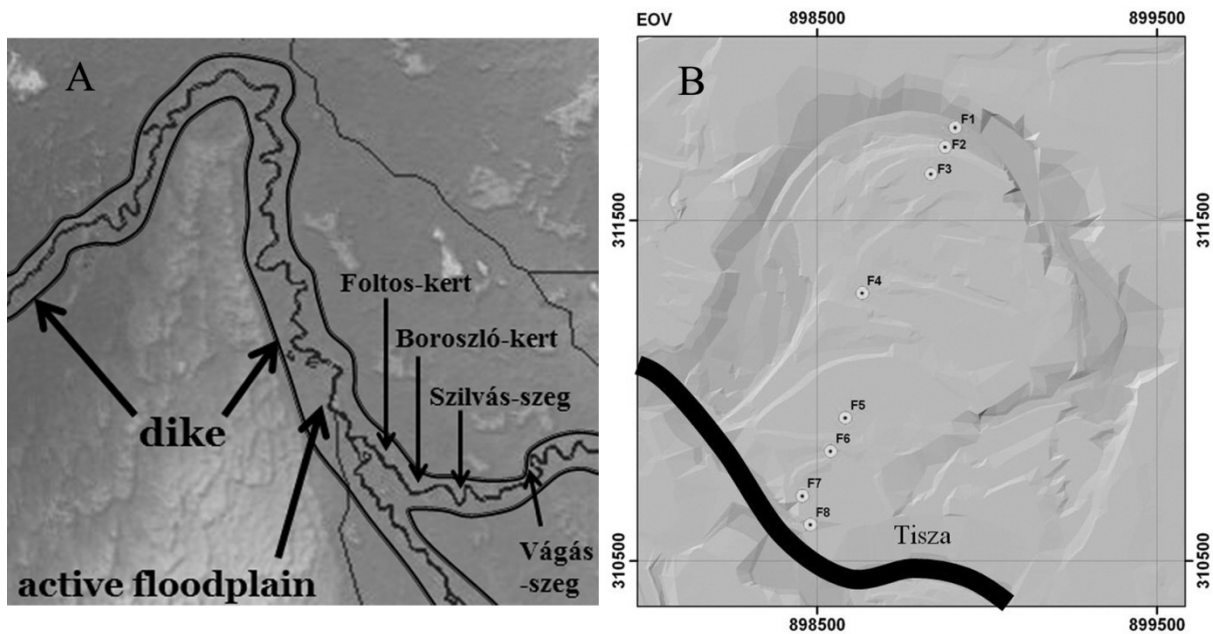 A
Foltos-kert
Boroszló-kert
Szilvás-szeg
dike
Vágás
-szeg
active floodplain
EOV
898500
899500
B
F1
F2
F3
311500
311500
F4
F5
F6
F7
F8
Tisza
310500
310500
898500
899500